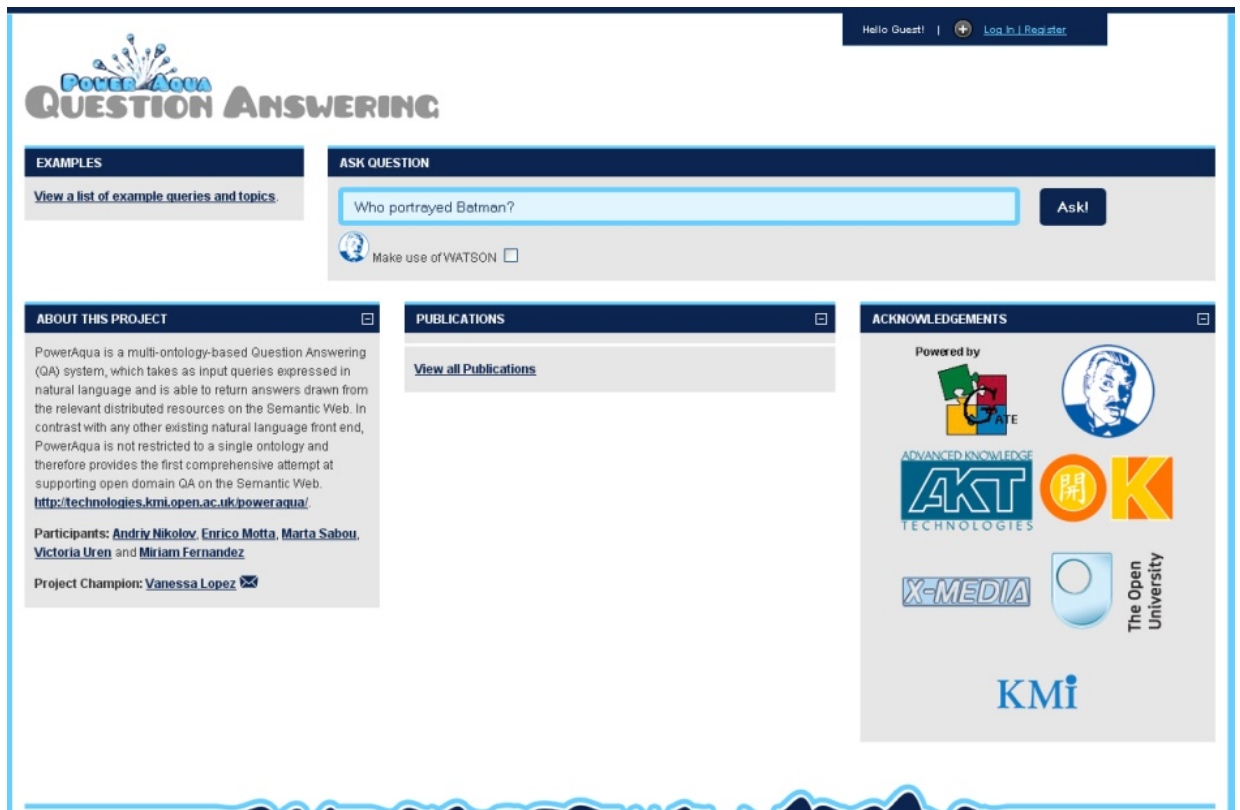 Hello Guest! | Log In | Register
POWER AQUA
QUESTION ANSWERING
EXAMPLES
View a list of example queries and topics.
ASK QUESTION
Who portrayed Batman?
Ask!
Make use of WATSON
ABOUT THIS PROJECT
PowerAqua is a multi-ontology-based Question Answering
(QA) system, which takes as input queries expressed in
natural language and is able to return answers drawn from
the relevant distributed resources on the Semantic Web. In
contrast with any other existing natural language front end,
PowerAqua is not restricted to a single ontology and
therefore provides the first comprehensive attempt at
supporting open domain QA on the Semantic Web.
http://technologies.kmi.open.ac.uk/poweraqua/.
Participants: Andriy Nikolov, Enrico Motta, Marta Sabou,
Victoria Uren and Miriam Fernandez
Project Champion: Vanessa Lopez
PUBLICATIONS
View all Publications
ACKNOWLEDGEMENTS
Powered by
GATE
ADVANCED KNOWLEDGE
AKT
TECHNOLOGIES
開 K
X-MEDIA
The Open
University
KMi